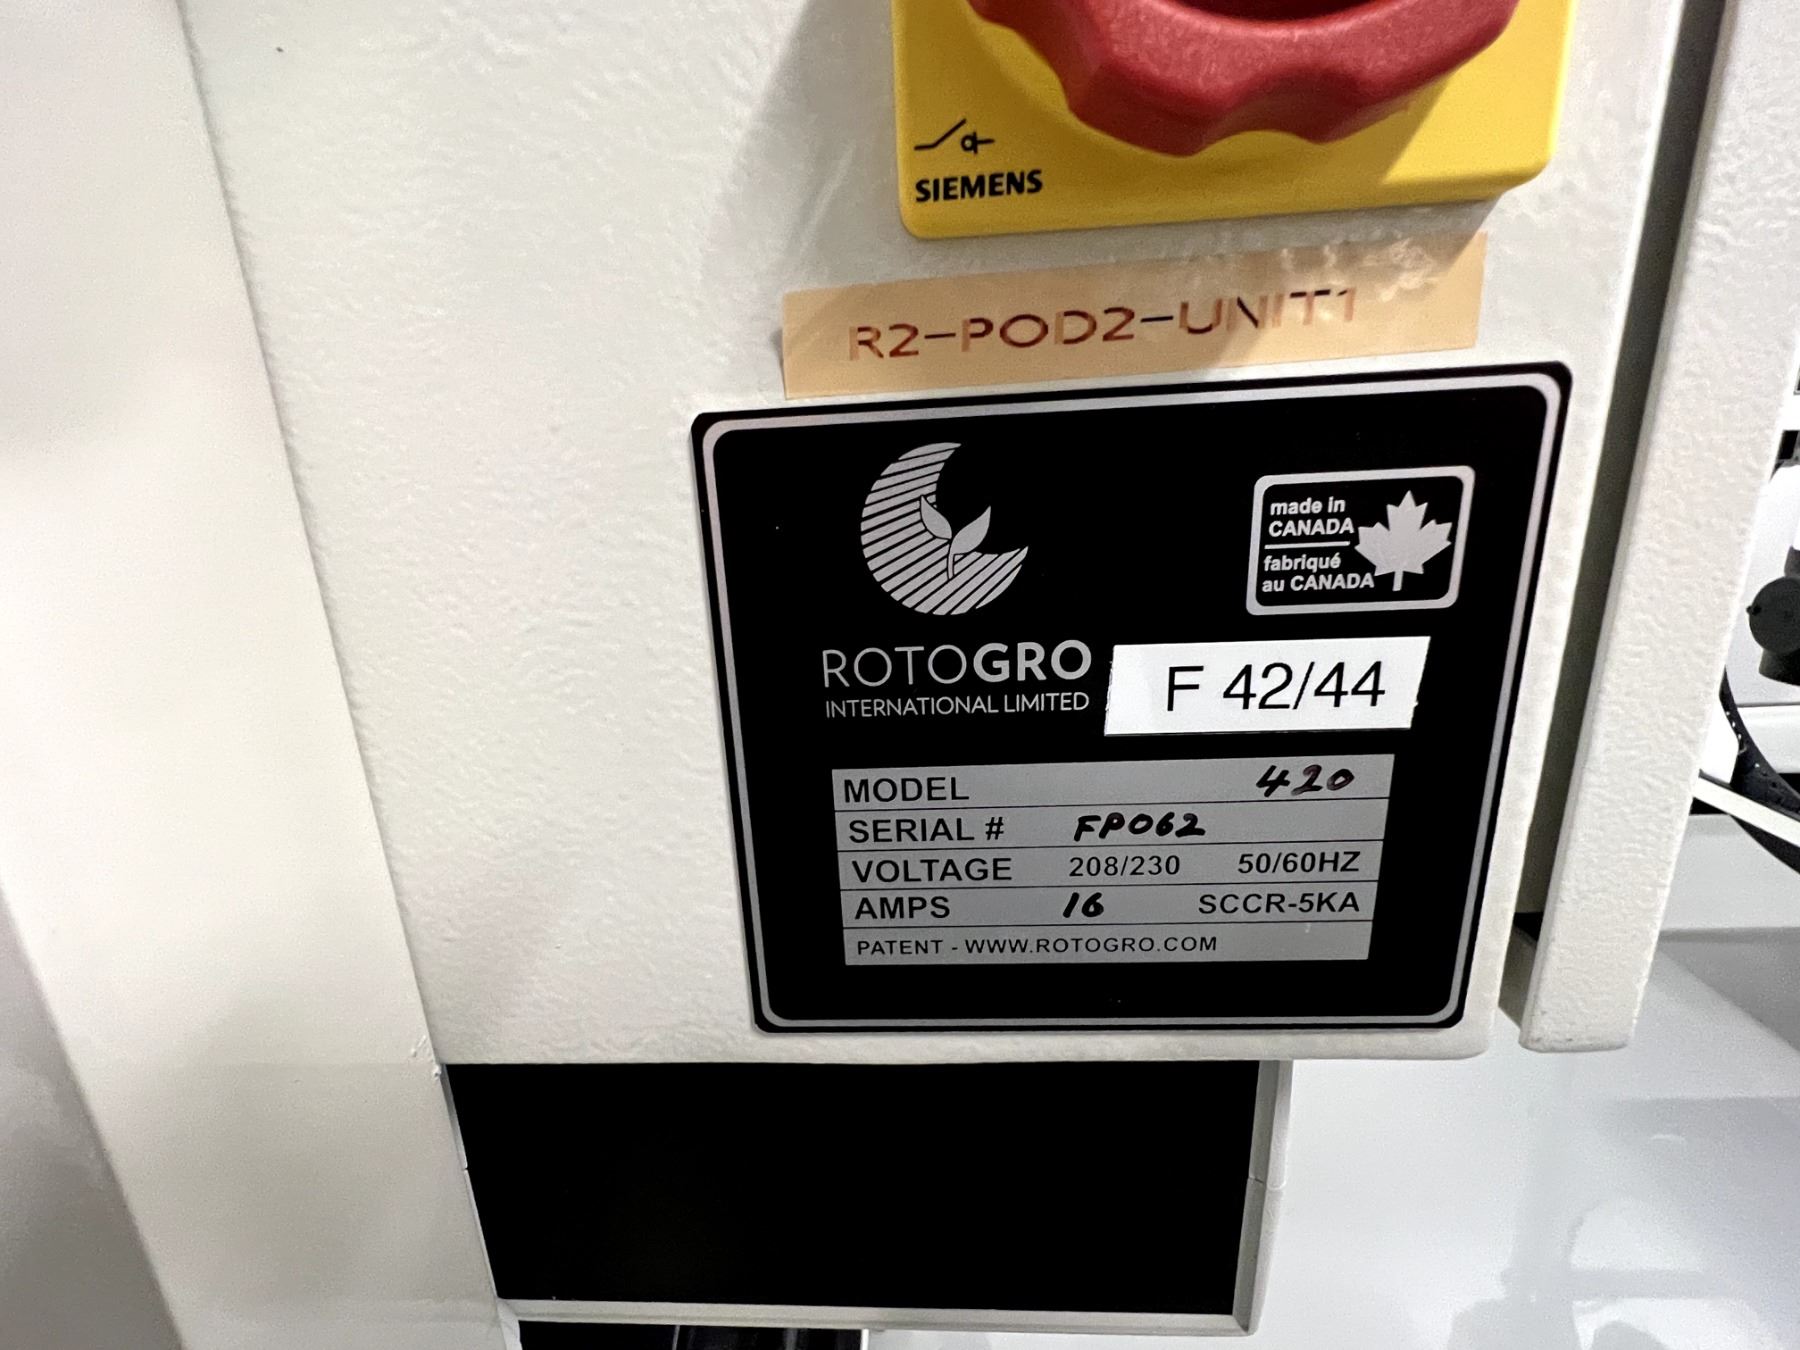 SIEMENS
R2-POD2-UNIT1
made in
CANADA
fabriqué
au CANADA
ROTOGRO
INTERNATIONAL LIMITED
F 42/44
MODEL 420
SERIAL # FP062
VOLTAGE 208/230 50/60HZ
AMPS 16 SCCR-5KA
PATENT - WWW.ROTOGRO.COM